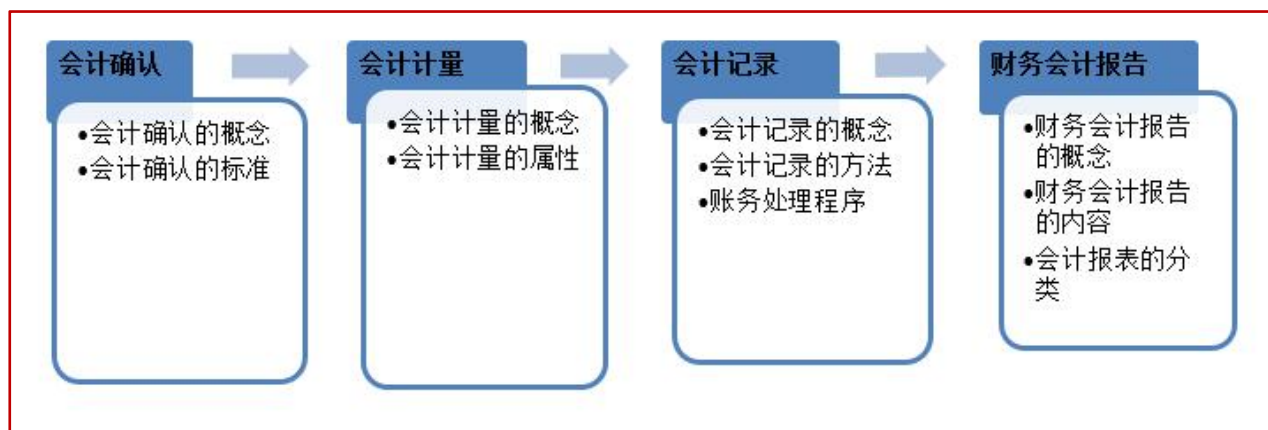 会计确认
•会计确认的概念
•会计确认的标准
会计计量
•会计计量的概念
•会计计量的属性
会计记录
•会计记录的概念
•会计记录的方法
•账务处理程序
财务会计报告
•财务会计报告
的概念
•财务会计报告
的内容
•会计报表的分
类